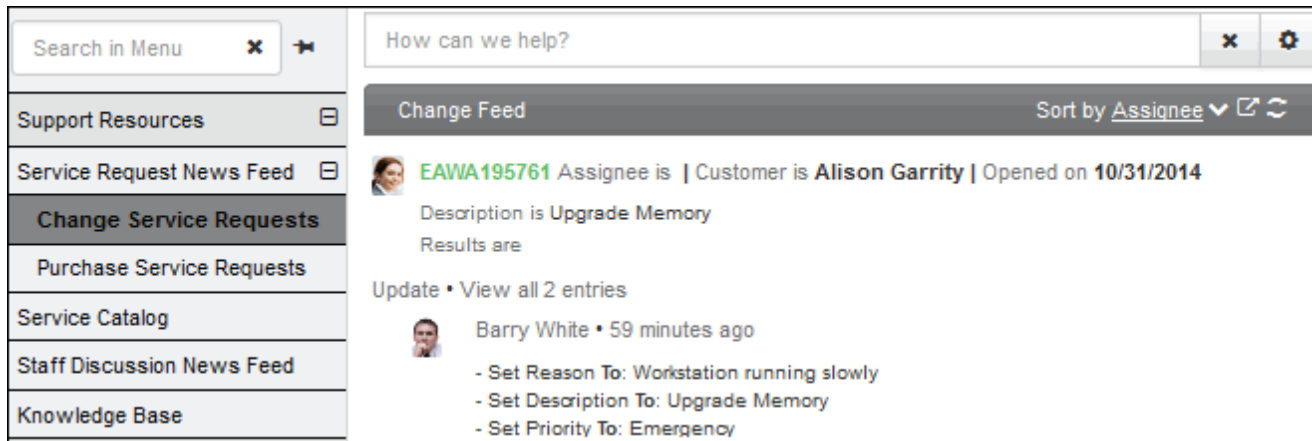 Search in Menu
Support Resources
Service Request News Feed
Change Service Requests
Purchase Service Requests
Service Catalog
Staff Discussion News Feed
Knowledge Base
How can we help?
Change Feed
Sort by Assignee
EAWA195761 Assignee is | Customer is Alison Garrity | Opened on 10/31/2014
Description is Upgrade Memory
Results are
Update • View all 2 entries
Barry White • 59 minutes ago
- Set Reason To: Workstation running slowly
- Set Description To: Upgrade Memory
- Set Priority To: Emergency